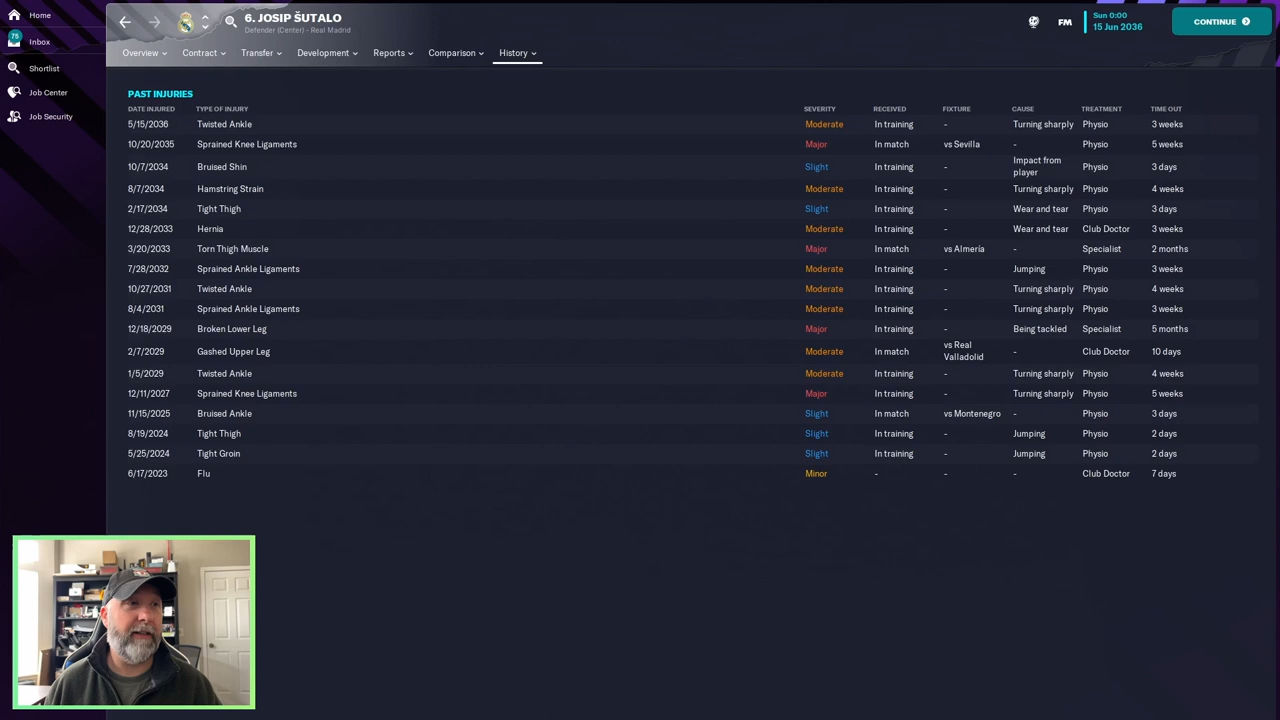 Home
75
Inbox
Shortlist
Job Center
Job Security
6. JOSIP ŠUTALO
Defender (Center) - Real Madrid
FM
Sun 0:00
15 Jun 2036
CONTINUE
Overview Contract Transfer Development Reports Comparison History
PAST INJURIES
DATE INJURED TYPE OF INJURY SEVERITY RECEIVED FIXTURE CAUSE TREATMENT TIME OUT
5/15/2036 Twisted Ankle Moderate In training - Turning sharply Physio 3 weeks
10/20/2035 Sprained Knee Ligaments Major In match vs Sevilla - Physio 5 weeks
10/7/2034 Bruised Shin Slight In training - Impact from player Physio 3 days
8/7/2034 Hamstring Strain Moderate In training - Turning sharply Physio 4 weeks
2/17/2034 Tight Thigh Slight In training - Wear and tear Physio 3 days
12/28/2033 Hernia Moderate In training - Wear and tear Club Doctor 3 weeks
3/20/2033 Torn Thigh Muscle Major In match vs Almería - Specialist 2 months
7/28/2032 Sprained Ankle Ligaments Moderate In training - Jumping Physio 3 weeks
10/27/2031 Twisted Ankle Moderate In training - Turning sharply Physio 4 weeks
8/4/2031 Sprained Ankle Ligaments Moderate In training - Turning sharply Physio 3 weeks
12/18/2029 Broken Lower Leg Major In training - Being tackled Specialist 5 months
2/7/2029 Gashed Upper Leg Moderate In match vs Real Valladolid - Club Doctor 10 days
1/5/2029 Twisted Ankle Moderate In training - Turning sharply Physio 4 weeks
12/11/2027 Sprained Knee Ligaments Major In training - Turning sharply Physio 5 weeks
11/15/2025 Bruised Ankle Slight In match vs Montenegro - Physio 3 days
8/19/2024 Tight Thigh Slight In training - Jumping Physio 2 days
5/25/2024 Tight Groin Slight In training - Jumping Physio 2 days
6/17/2023 Flu Minor - - - Club Doctor 7 days